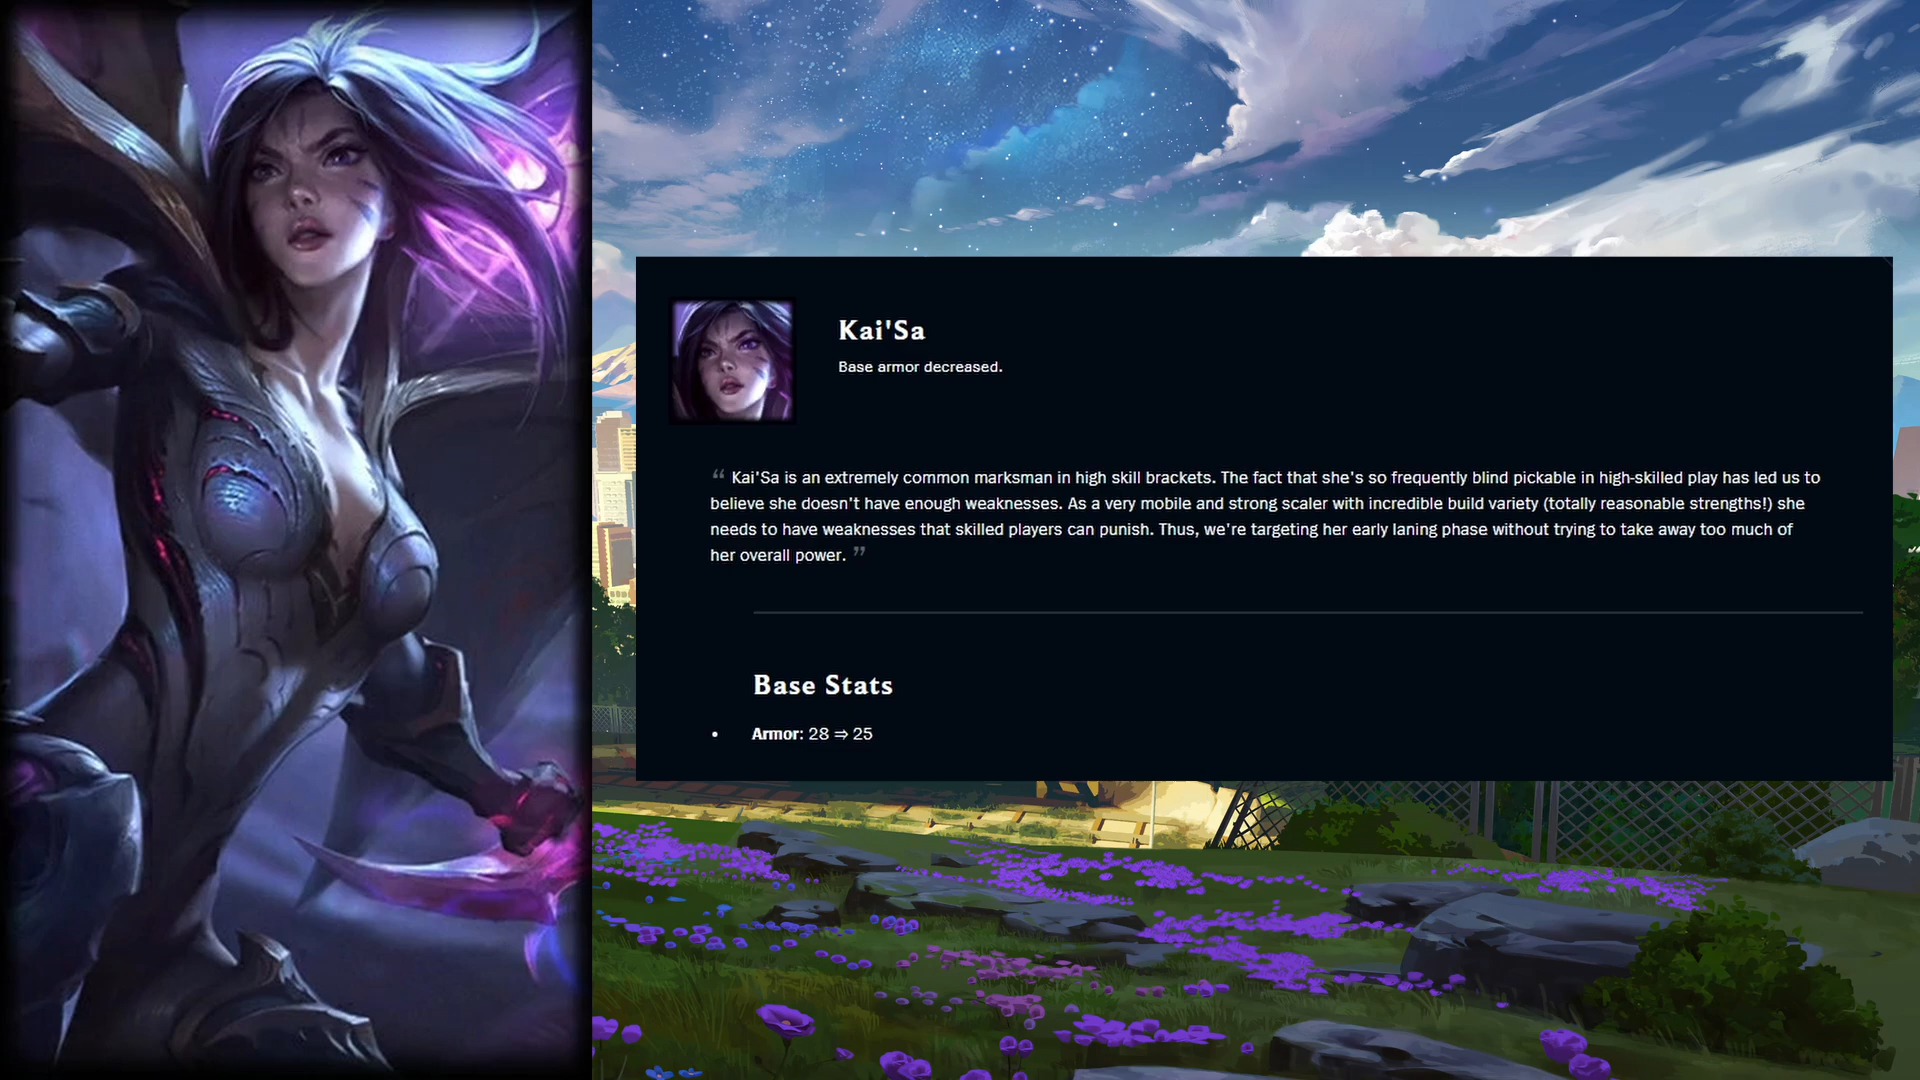 Kai'Sa
Base armor decreased.
“ Kai'Sa is an extremely common marksman in high skill brackets. The fact that she's so frequently blind pickable in high-skilled play has led us to
believe she doesn't have enough weaknesses. As a very mobile and strong scaler with incredible build variety (totally reasonable strengths!) she
needs to have weaknesses that skilled players can punish. Thus, we're targeting her early laning phase without trying to take away too much of
her overall power. ”
Base Stats
• Armor: 28 ⇒ 25